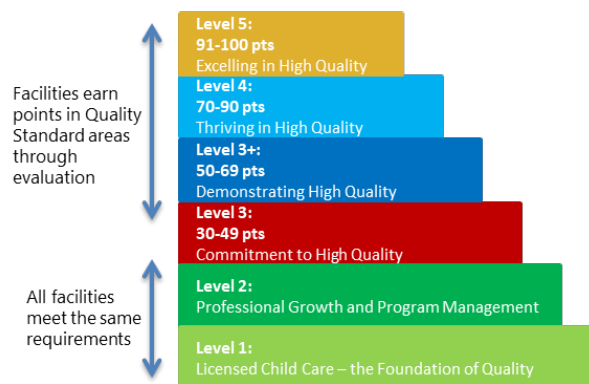 Level 5:
91-100 pts
Excelling in High Quality
Level 4:
70-90 pts
Thriving in High Quality
Level 3+:
50-69 pts
Demonstrating High Quality
Level 3:
30-49 pts
Commitment to High Quality
Level 2:
Professional Growth and Program Management
Level 1:
Licensed Child Care – the Foundation of Quality
Facilities earn
points in Quality
Standard areas
through
evaluation
All facilities
meet the same
requirements